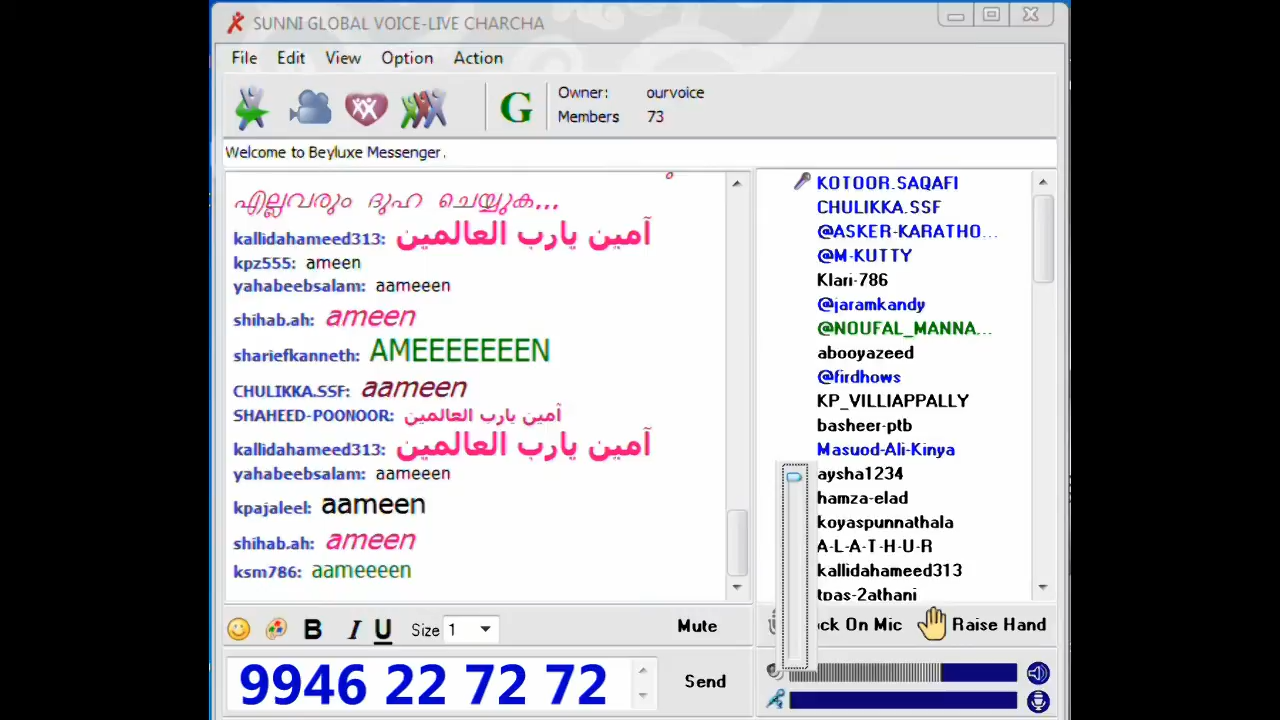 SUNNI GLOBAL VOICE-LIVE CHARCHA
File Edit View Option Action
G
Owner: ourvoice
Members 73
Welcome to Beyluxe Messenger.
എല്ലവരും ദുഹ ചെയ്യുക...
kallidahameed313: آمين يارب العالمين
kpz555: ameen
yahabeebsalam: aameeen
shihab.ah: ameen
shariefkanneth: AMEEEEEEEN
CHULIKKA.SSF: aameen
SHAHEED-POONOOR: آمين يارب العالمين
kallidahameed313: آمين يارب العالمين
yahabeebsalam: aameeen
kpajaleel: aameen
shihab.ah: ameen
ksm786: aameeeen
KOTOOR.SAQAFI
CHULIKKA.SSF
@ASKER-KARATHO...
@M-KUTTY
Klari-786
@jaramkandy
@NOUFAL_MANNA...
abooyazeed
@firdhows
KP_VILLIAPPALLY
basheer-ptb
Masuod-Ali-Kinya
aysha1234
hamza-elad
koyaspunnathala
A-L-A-T-H-U-R
kallidahameed313
tpas-2athani
B I U Size 1 Mute
ck On Mic Raise Hand
9946 22 72 72 Send